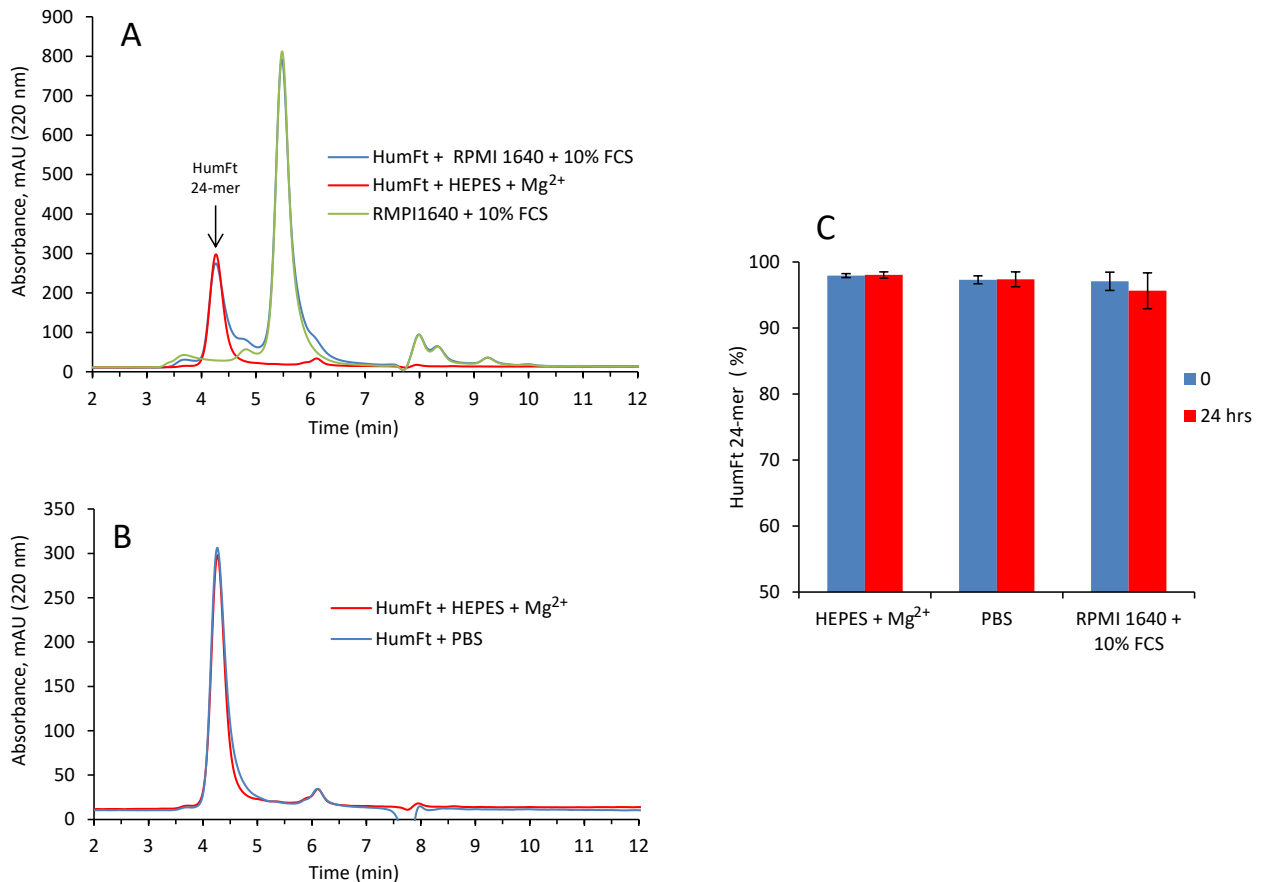 A
Absorbance, mAU (220 nm)
900
800
700
600
500
400
300
200
100
0
HumFt
24-mer
HumFt + RPMI 1640 + 10% FCS
HumFt + HEPES + Mg²⁺
RMPI1640 + 10% FCS
2 3 4 5 6 7 8 9 10 11 12
Time (min)
B
Absorbance, mAU (220 nm)
350
300
250
200
150
100
50
0
HumFt + HEPES + Mg²⁺
HumFt + PBS
2 3 4 5 6 7 8 9 10 11 12
Time (min)
C
HumFt 24-mer ( %)
100
90
80
70
60
50
0
24 hrs
HEPES + Mg²⁺ PBS RPMI 1640 +
10% FCS